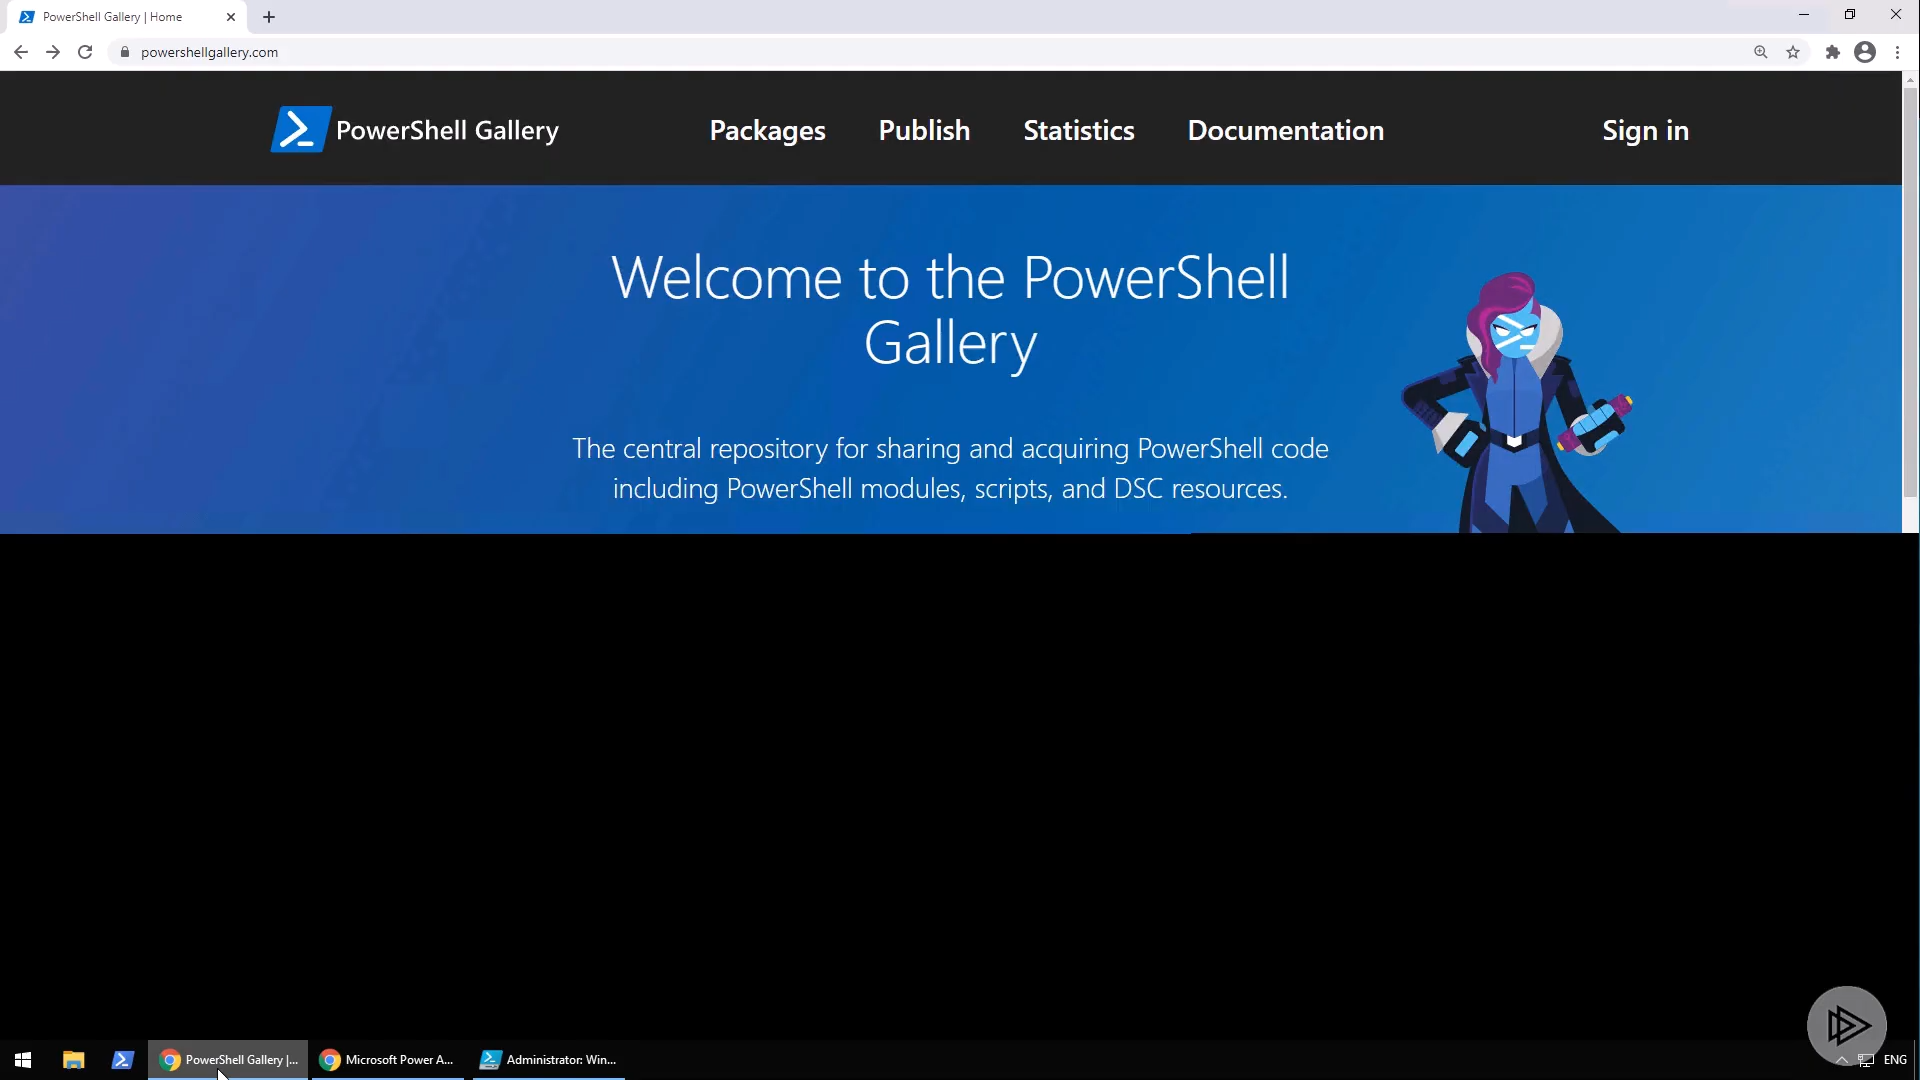 PowerShell Gallery | Home
powershellgallery.com
PowerShell Gallery
Packages
Publish
Statistics
Documentation
Sign in
Welcome to the PowerShell
Gallery
The central repository for sharing and acquiring PowerShell code
including PowerShell modules, scripts, and DSC resources.
PowerShell Gallery |...
Microsoft Power A...
Administrator: Win...
ENG